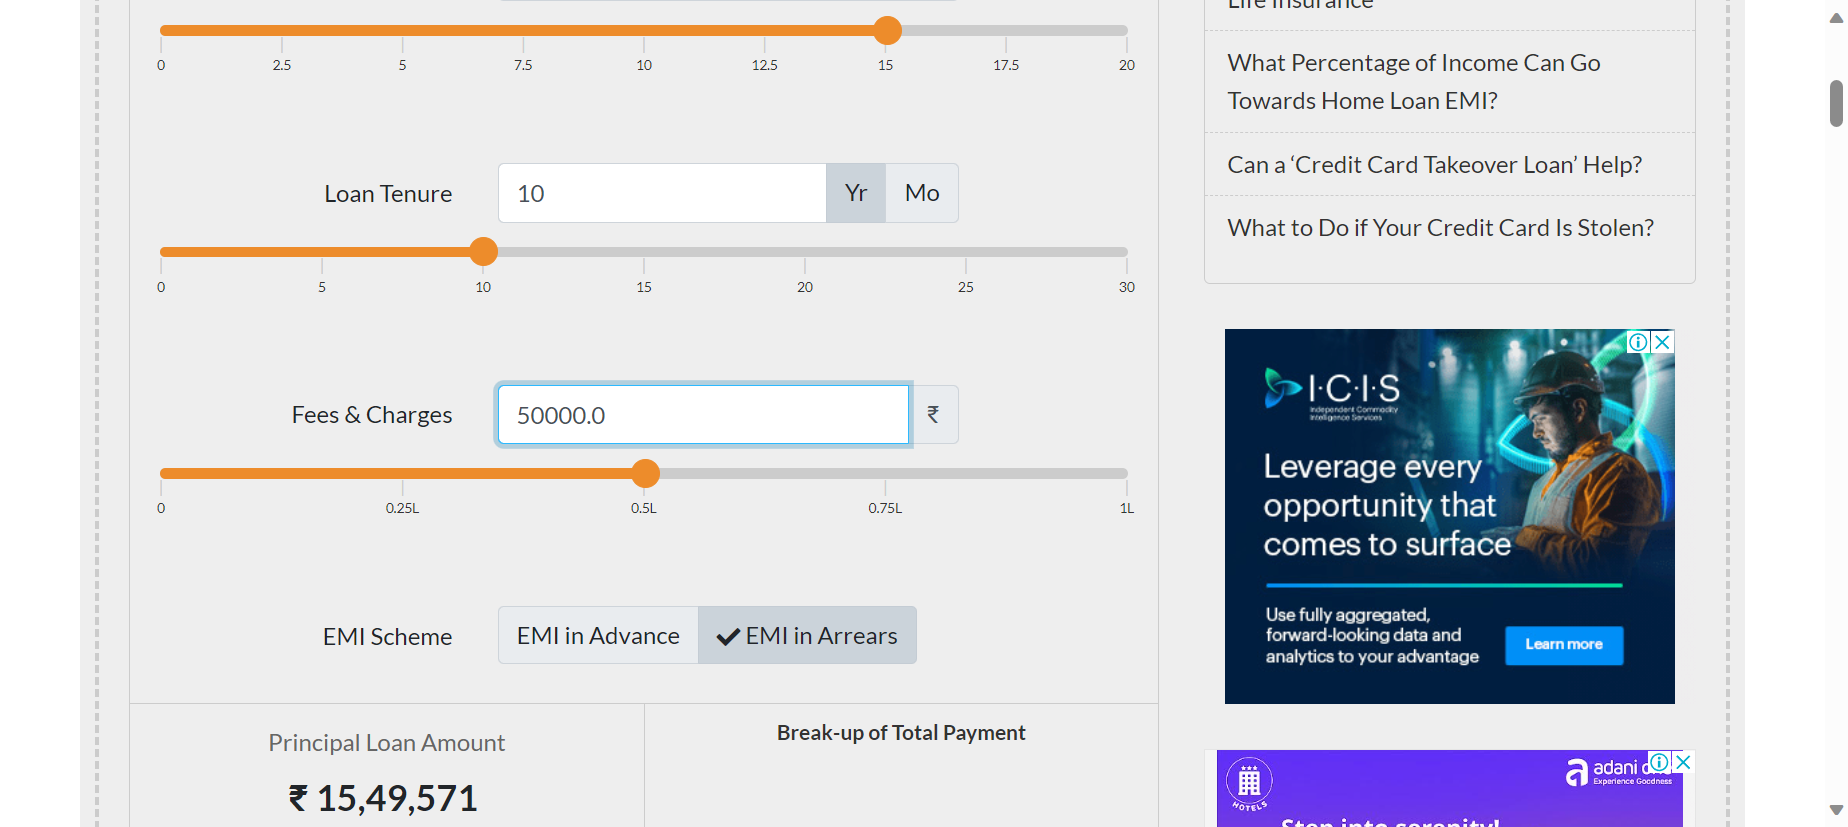 0 2.5 5 7.5 10 12.5 15 17.5 20
Loan Tenure 10 Yr Mo
0 5 10 15 20 25 30
Fees & Charges 50000.0 ₹
0 0.25L 0.5L 0.75L 1L
EMI Scheme EMI in Advance EMI in Arrears
Principal Loan Amount
₹ 15,49,571
Break-up of Total Payment
Life Insurance
What Percentage of Income Can Go
Towards Home Loan EMI?
Can a ‘Credit Card Takeover Loan’ Help?
What to Do if Your Credit Card Is Stolen?
I·C·I·S
Independent Commodity
Intelligence Services
Leverage every
opportunity that
comes to surface
Use fully aggregated,
forward-looking data and
analytics to your advantage
Learn more
HOTELS
adani
Experience Goodness
Step into serenity!